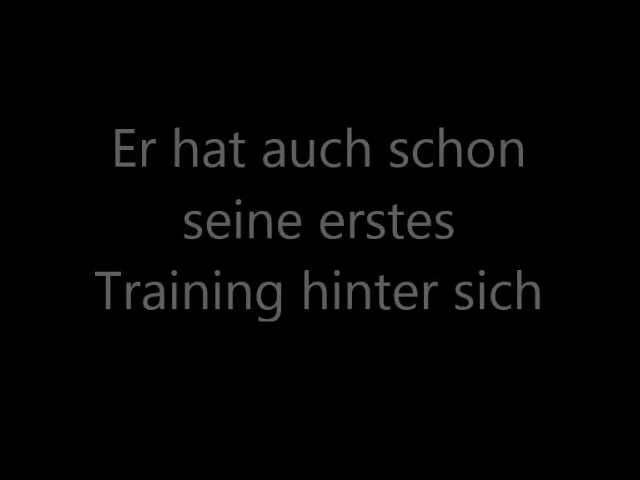 Er hat auch schon
seine erstes
Training hinter sich